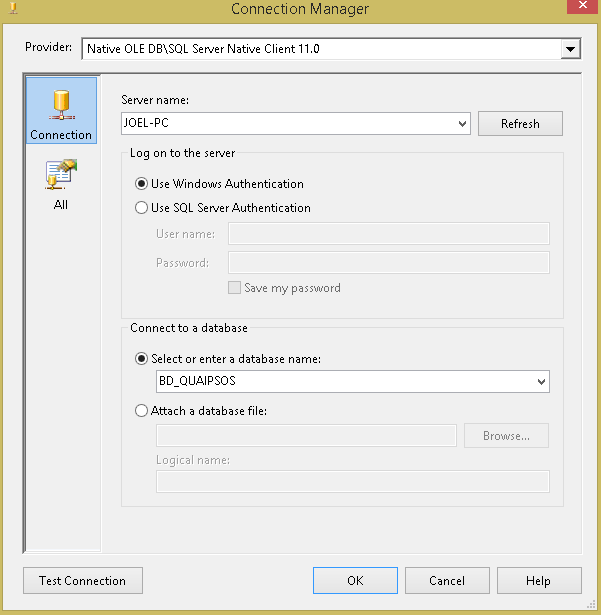 Connection Manager
Provider:
Native OLE DB\SQL Server Native Client 11.0
Connection
All
Server name:
JOEL-PC
Refresh
Log on to the server
Use Windows Authentication
Use SQL Server Authentication
User name:
Password:
Save my password
Connect to a database
Select or enter a database name:
BD_QUAIPSOS
Attach a database file:
Browse...
Logical name:
Test Connection
OK
Cancel
Help